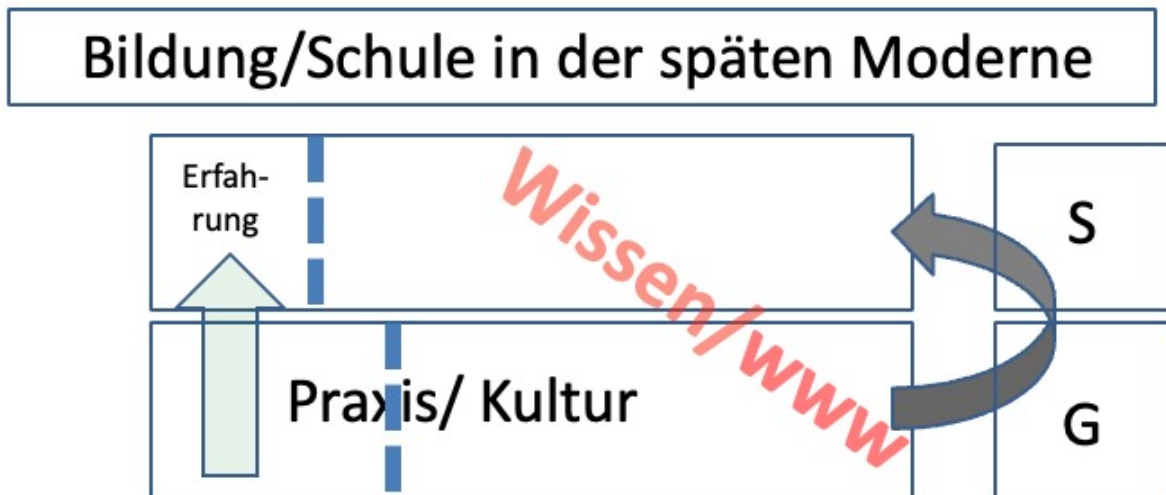 Bildung/Schule in der späten Moderne
Erfah-
rung
Wissen/www
S
Praxis/ Kultur
G